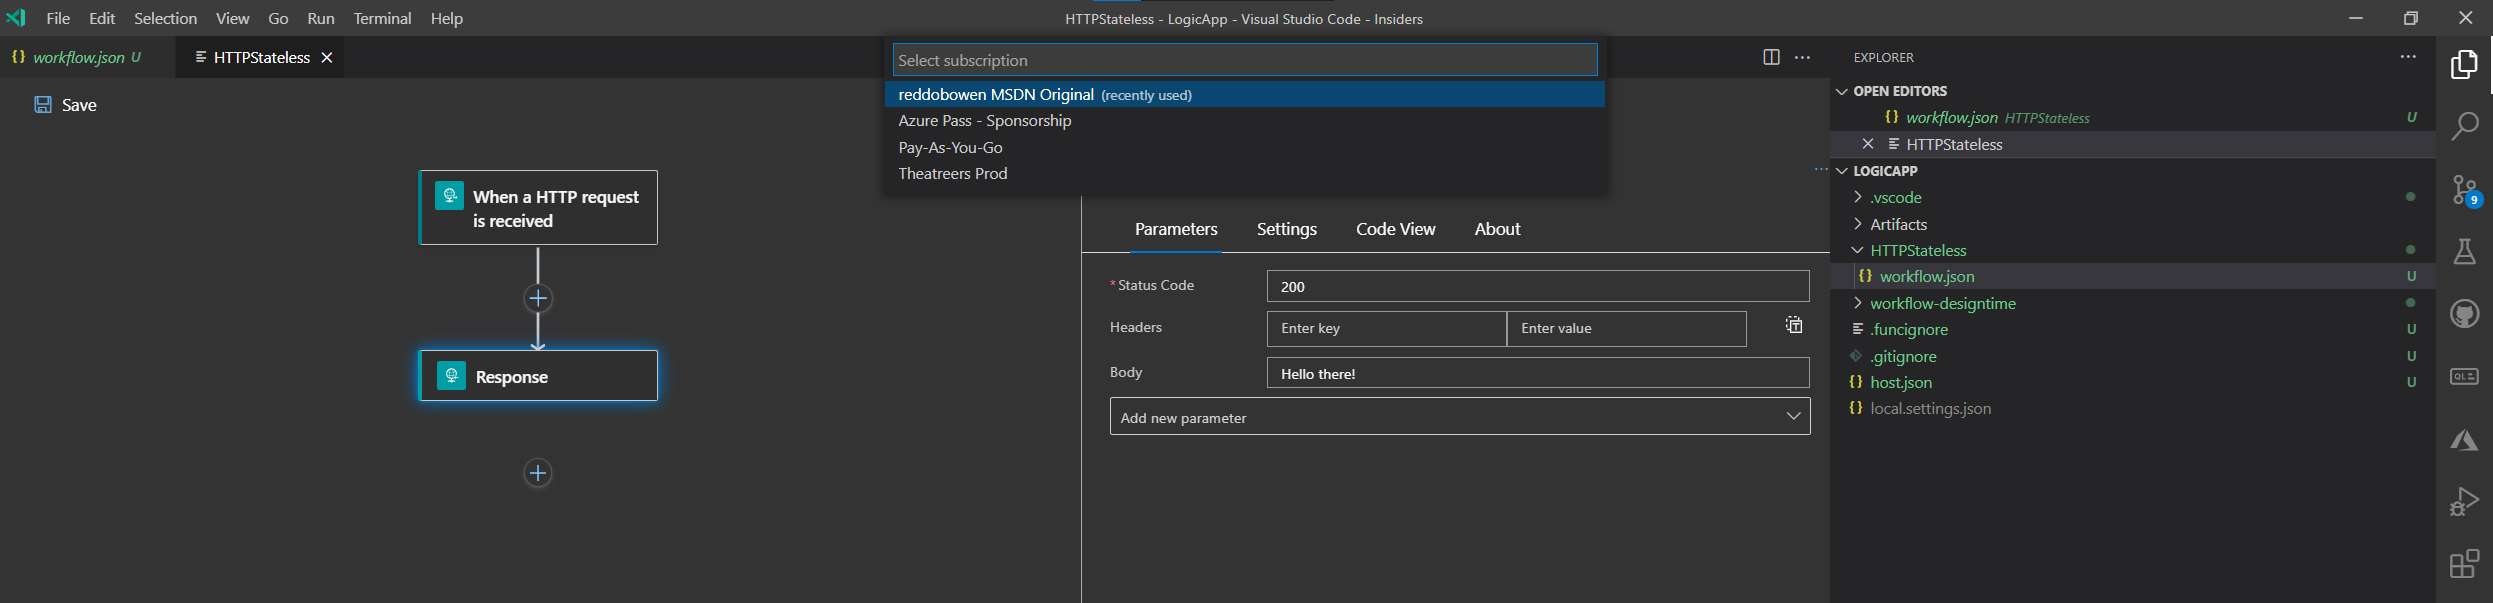 File Edit Selection View Go Run Terminal Help
HTTPStateless - LogicApp - Visual Studio Code - Insiders
workflow.json U
HTTPStateless
Save
Select subscription
reddobowen MSDN Original (recently used)
Azure Pass - Sponsorship
Pay-As-You-Go
Theatreers Prod
When a HTTP request
is received
Response
Parameters Settings Code View About
*Status Code 200
Headers Enter key Enter value
Body Hello there!
Add new parameter
EXPLORER
OPEN EDITORS
{} workflow.json HTTPStateless U
HTTPStateless
LOGICAPP
.vscode
Artifacts
HTTPStateless
{} workflow.json U
workflow-designtime
.funcignore U
.gitignore U
{} host.json U
{} local.settings.json
9
QL